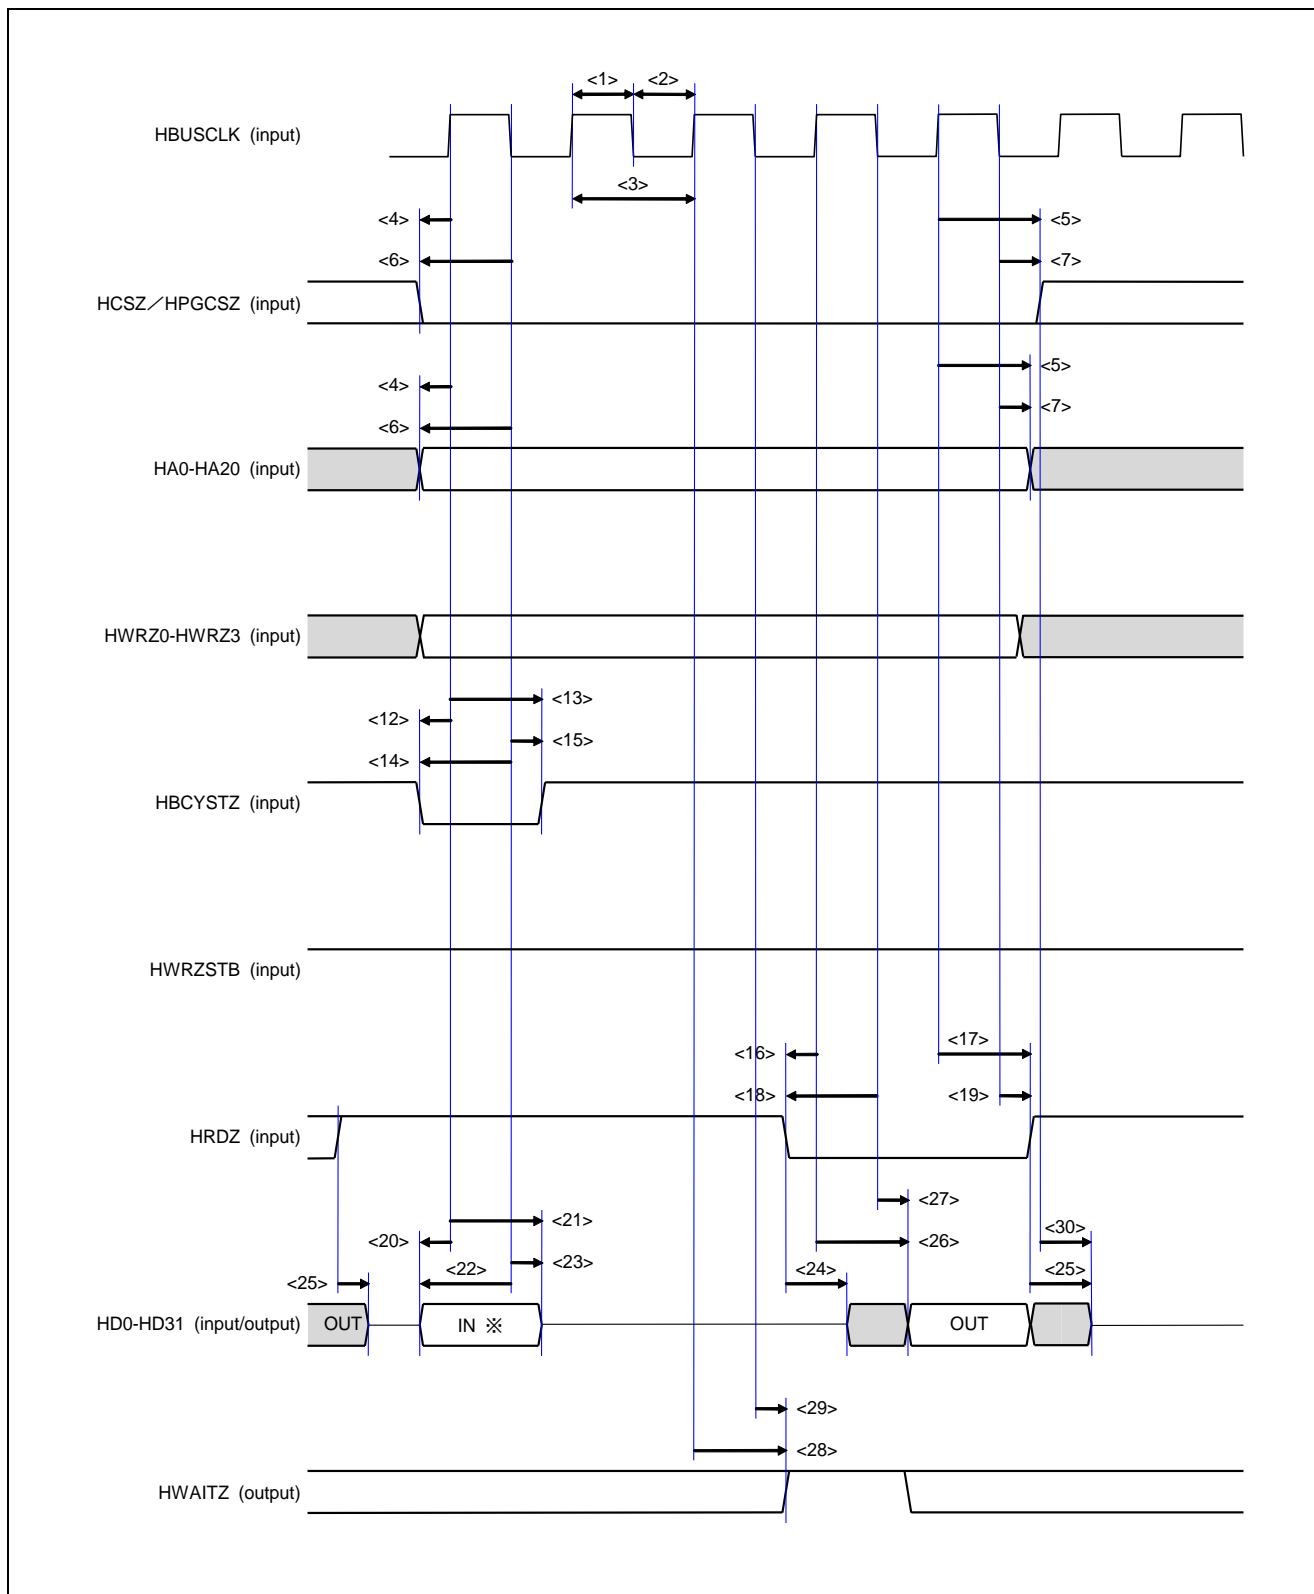 <1> <2>
HBUSCLK (input)
<3>
<4> <5>
<6> <7>
HCSZ／HPGCSZ (input)
<5>
<4>
<7>
<6>
HA0-HA20 (input)
HWRZ0-HWRZ3 (input)
<13>
<12>
<15>
<14>
HBCYSTZ (input)
HWRZSTB (input)
<16> <17>
<18> <19>
HRDZ (input)
<27>
<21>
<20> <26> <30>
<23>
<25> <22> <24> <25>
HD0-HD31 (input/output) OUT IN ※ OUT
<29>
<28>
HWAITZ (output)